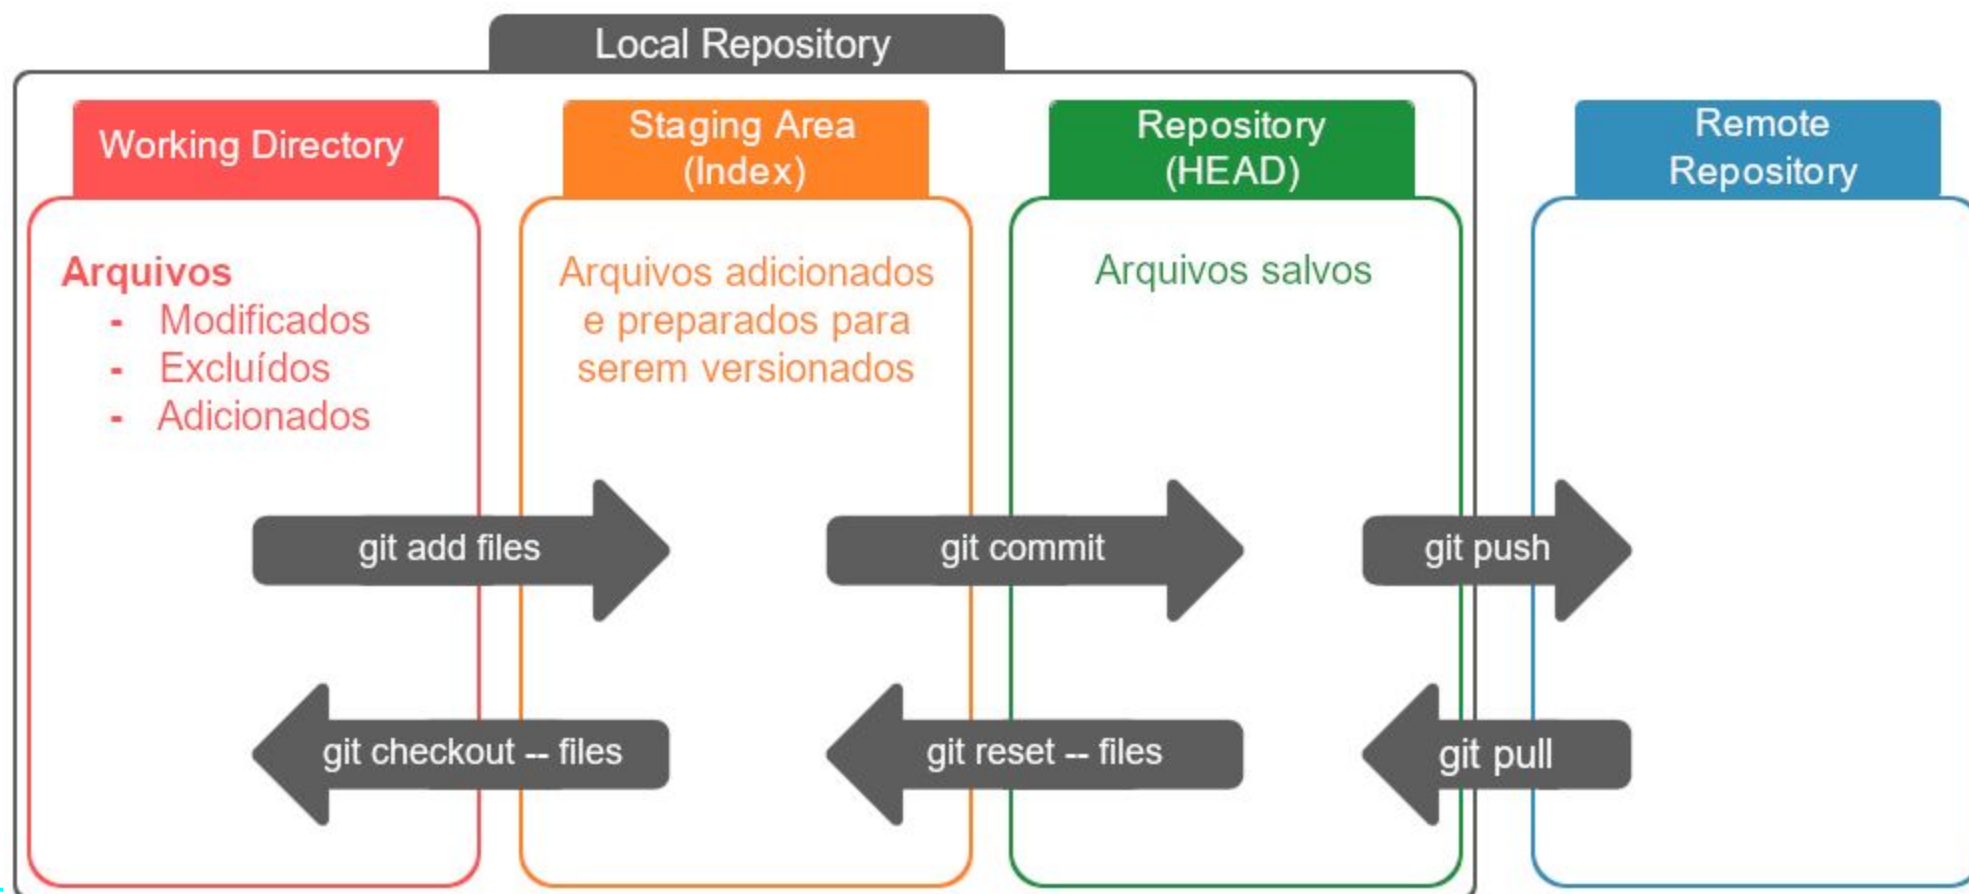 Local Repository
Working Directory
Staging Area
(Index)
Repository
(HEAD)
Remote
Repository
Arquivos
- Modificados
- Excluídos
- Adicionados
Arquivos adicionados
e preparados para
serem versionados
Arquivos salvos
git add files
git commit
git push
git checkout -- files
git reset -- files
git pull